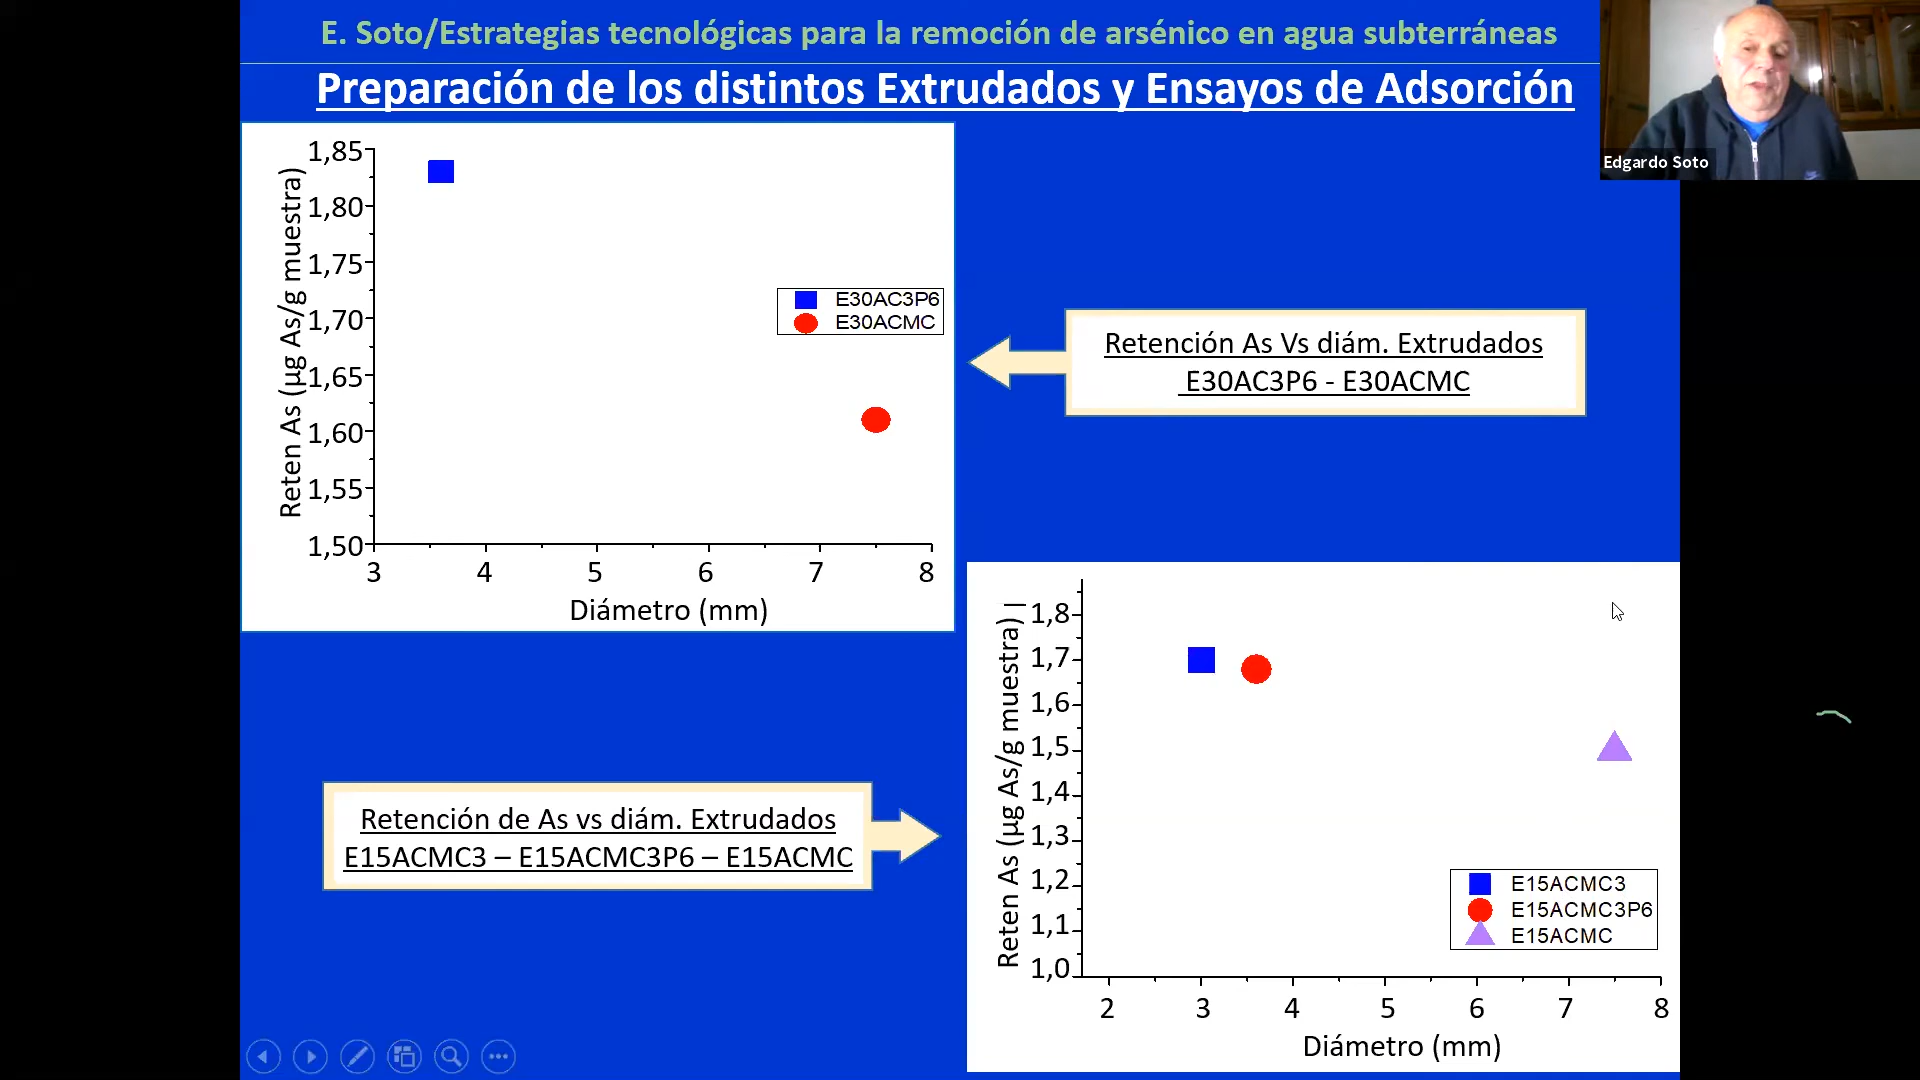 E. Soto/Estrategias tecnológicas para la remoción de arsénico en agua subterráneas
Preparación de los distintos Extrudados y Ensayos de Adsorción
Edgardo Soto
Reten As (µg As/g muestra)
1,85
1,80
1,75
1,70
1,65
1,60
1,55
1,50
3 4 5 6 7 8
Diámetro (mm)
E30AC3P6
E30ACMC
Retención As Vs diám. Extrudados
E30AC3P6 - E30ACMC
Retención de As vs diám. Extrudados
E15ACMC3 – E15ACMC3P6 – E15ACMC
Reten As (µg As/g muestra)
1,8
1,7
1,6
1,5
1,4
1,3
1,2
1,1
1,0
2 3 4 5 6 7 8
Diámetro (mm)
E15ACMC3
E15ACMC3P6
E15ACMC